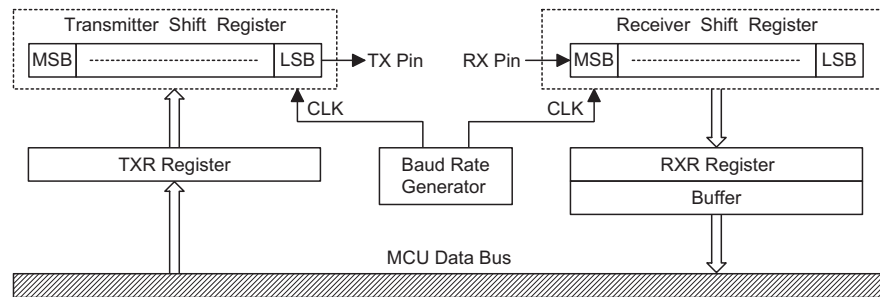 Transmitter Shift Register
MSB
LSB
TX Pin
CLK
TXR Register
Baud Rate
Generator
Receiver Shift Register
RX Pin
MSB
LSB
CLK
RXR Register
Buffer
MCU Data Bus